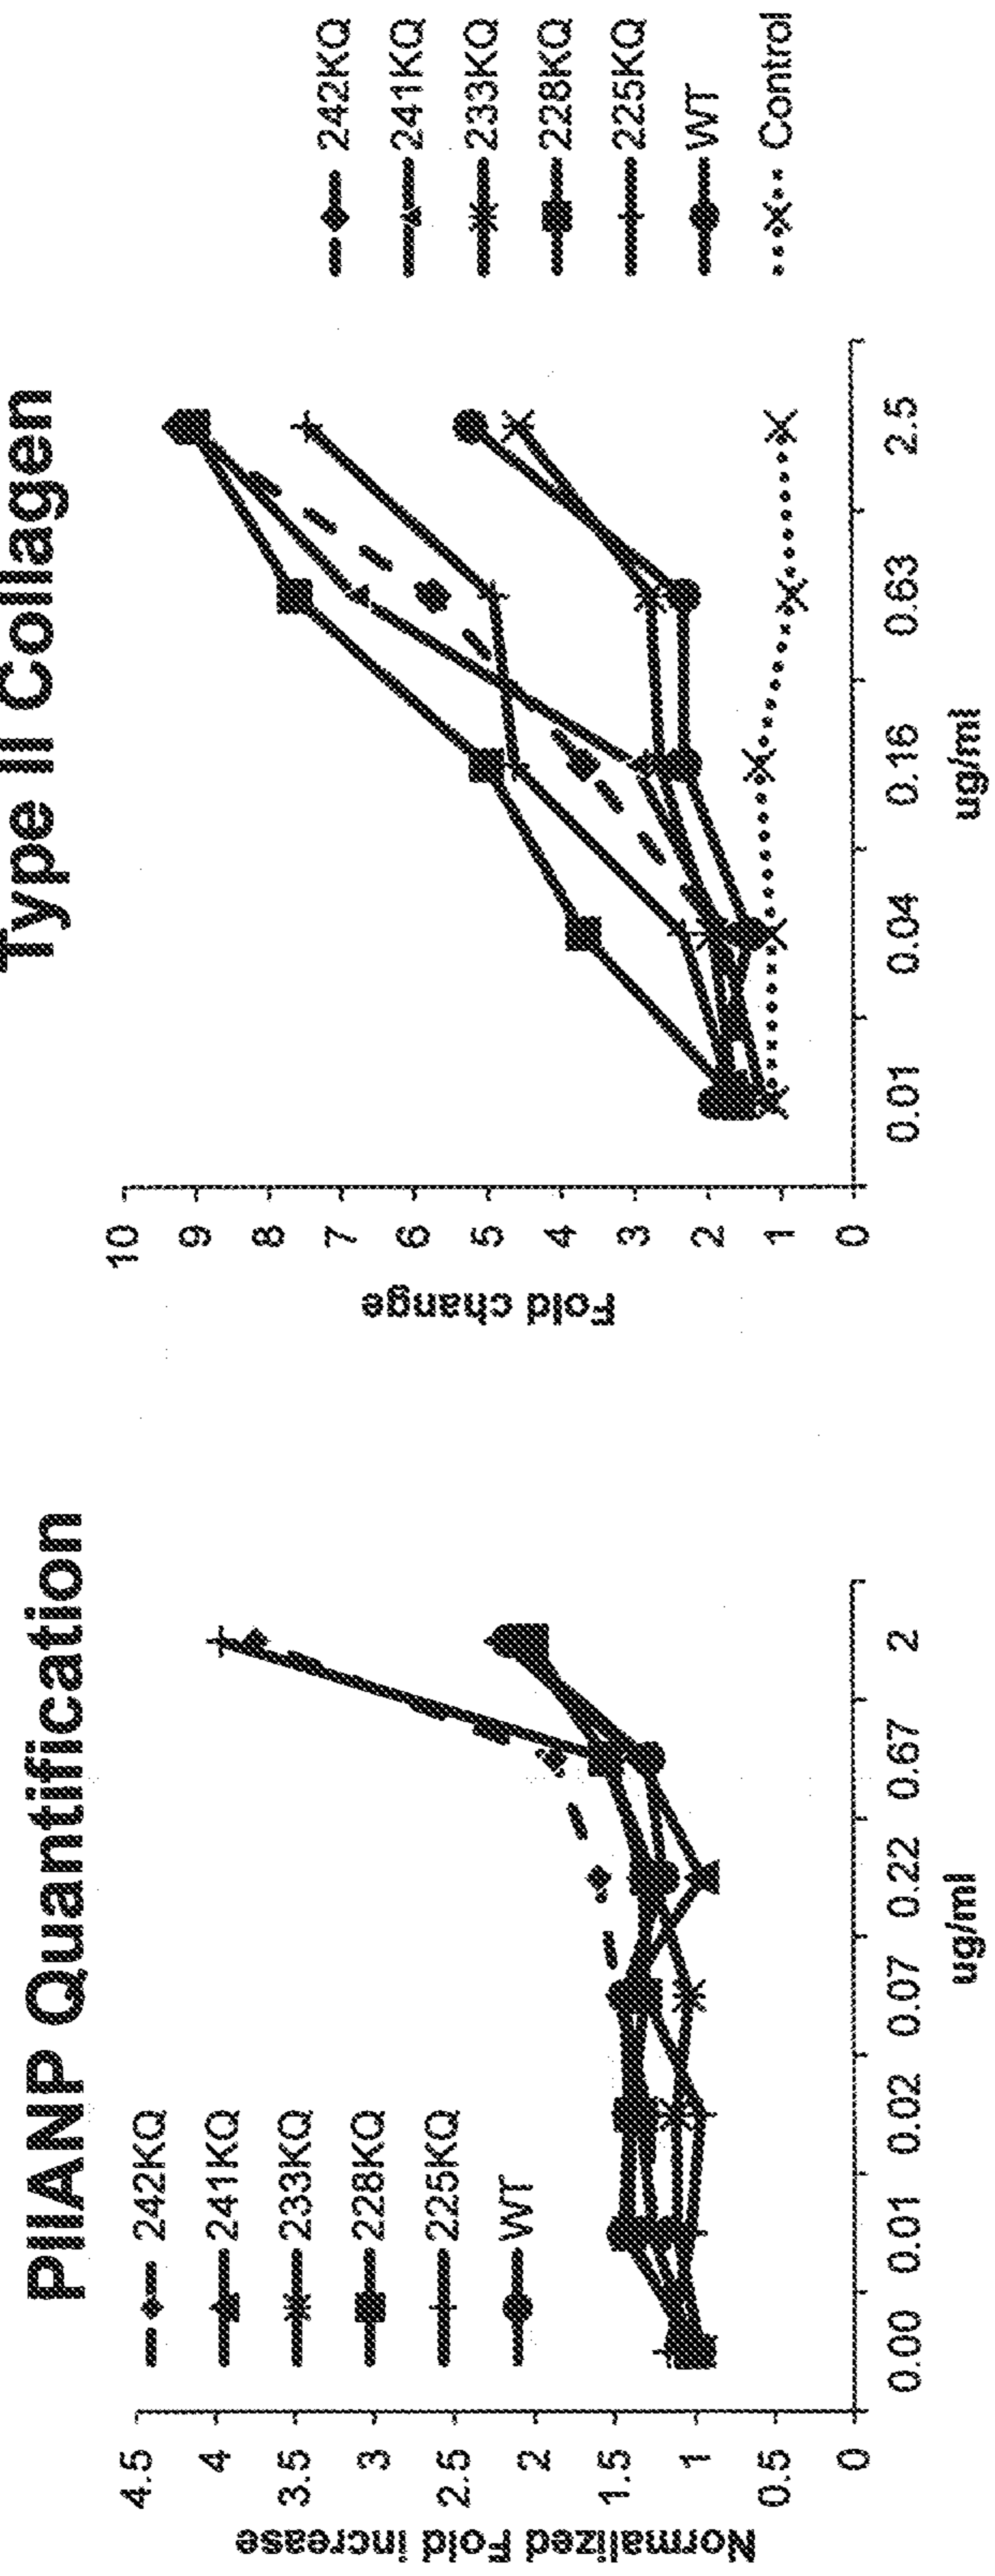 PIIANP Quantification
242KQ
241KQ
233KQ
228KQ
225KQ
WT
Normalized Fold increase
4.5
4
3.5
3
2.5
2
1.5
1
0.5
0
0.00 0.01 0.02 0.07 0.22 0.67 2
ug/ml
Type II Collagen
Fold change
10
9
8
7
6
5
4
3
2
1
0
0.01 0.04 0.16 0.63 2.5
ug/ml
242KQ
241KQ
233KQ
228KQ
225KQ
WT
Control